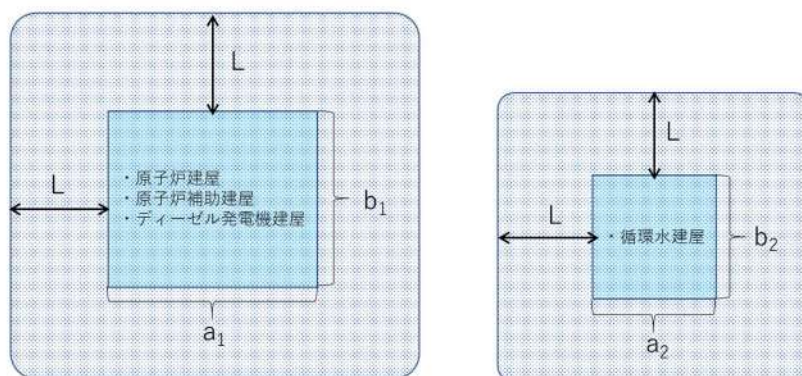 L
L
・原子炉建屋
・原子炉補助建屋
・ディーゼル発電機建屋
b₁
a₁
L
L
・循環水建屋
b₂
a₂